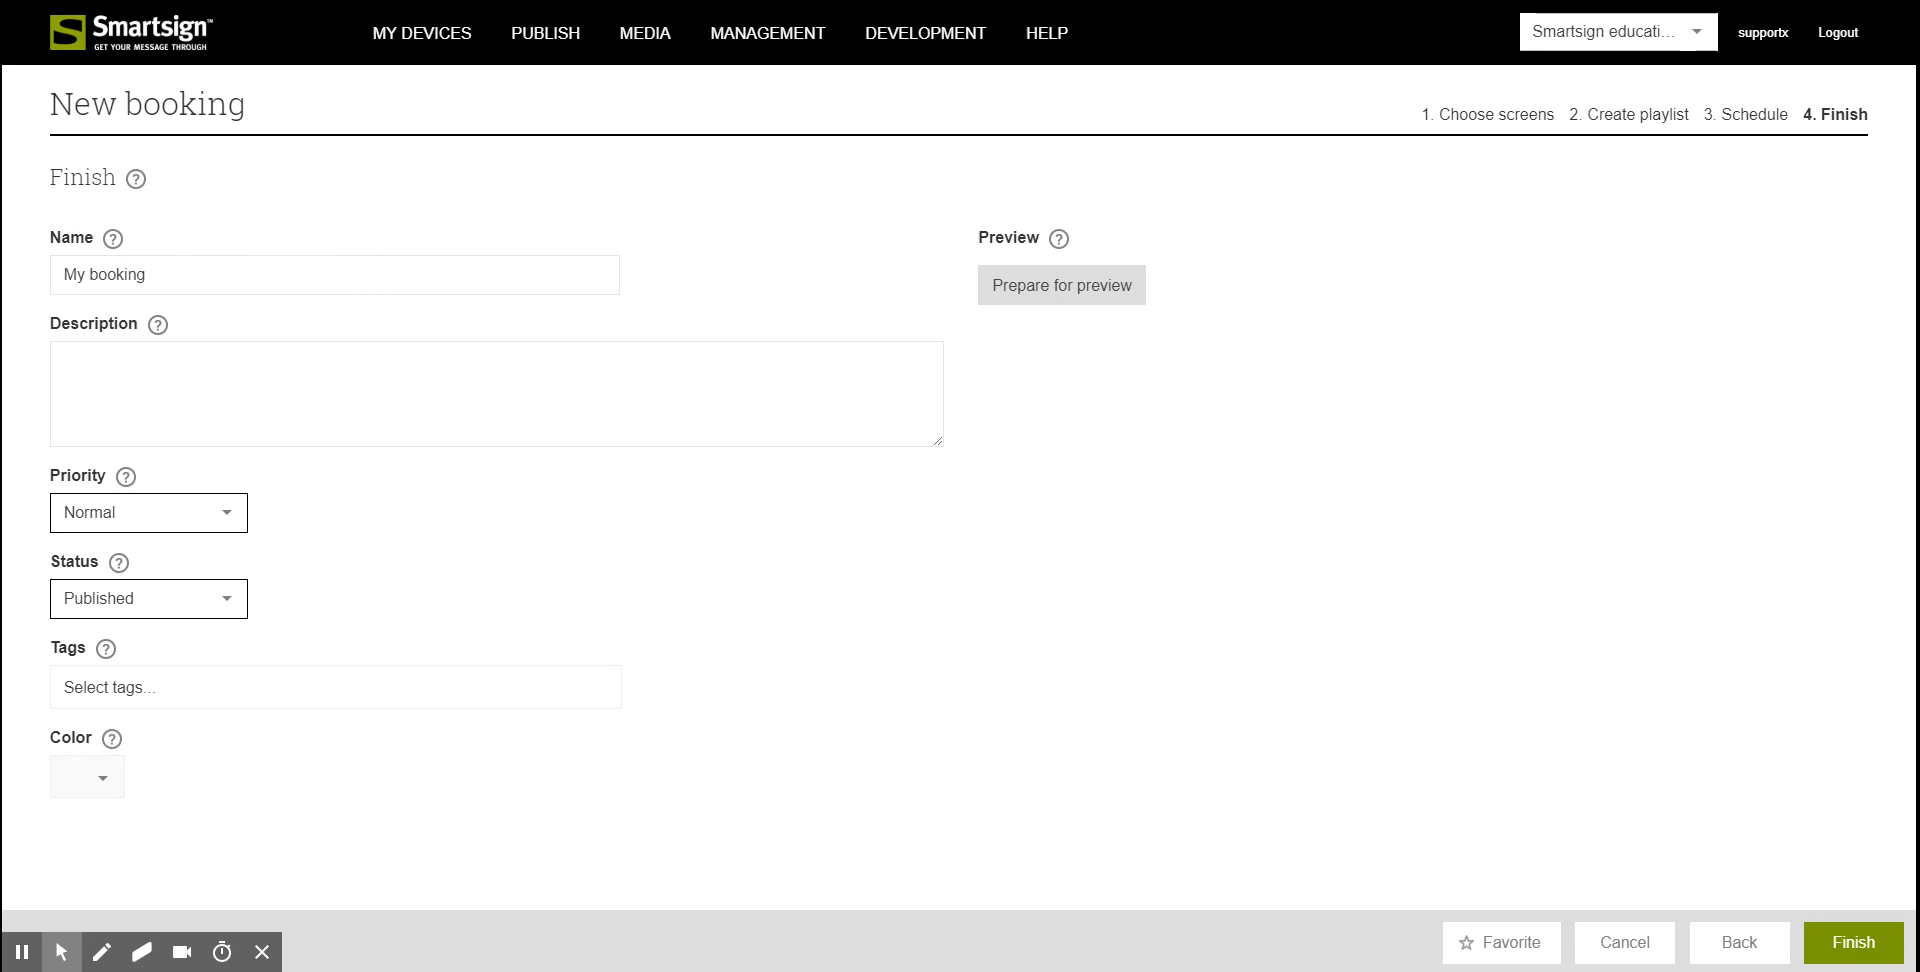 Smartsign™
GET YOUR MESSAGE THROUGH
MY DEVICES PUBLISH MEDIA MANAGEMENT DEVELOPMENT HELP
Smartsign educati... supportx Logout
New booking
1. Choose screens 2. Create playlist 3. Schedule 4. Finish
Finish ?
Name ?
My booking
Description ?
Priority ?
Normal
Status ?
Published
Tags ?
Select tags...
Color ?
Preview ?
Prepare for preview
Favorite Cancel Back Finish